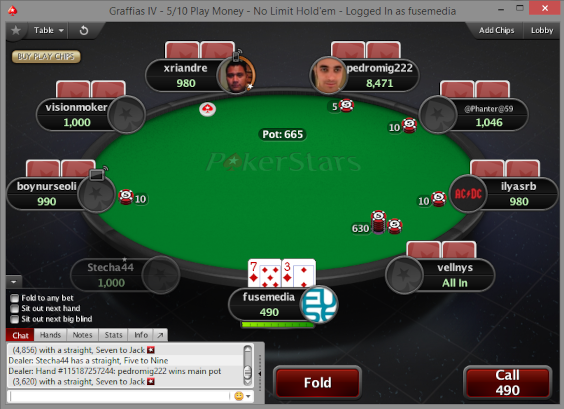 Graffias IV - 5/10 Play Money - No Limit Hold'em - Logged In as fusemedia
Table
Add Chips
Lobby
BUY PLAY CHIPS
xriandre
980
pedromig222
8,471
visionmoker
1,000
@Phanter@59
1,046
5
10
Pot: 665
PokerStars
boynurseoli
990
10
10
AC DC
ilyasrb
980
630
Stecha44
1,000
vellnys
All In
7
3
fusemedia
490
Fold to any bet
Sit out next hand
Sit out next big blind
Chat
Hands
Notes
Stats
Info
(4,856) with a straight, Seven to Jack
Dealer: Stecha44 has a straight, Five to Nine
Dealer: Hand #115187257244: pedromig222 wins main pot
(3,620) with a straight, Seven to Jack
Fold
Call
490